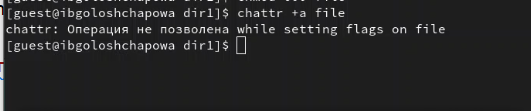 [guest@ibgoloshchapowa dir1]$ chattr +a file
chattr: Операция не позволена while setting flags on file
[guest@ibgoloshchapowa dir1]$